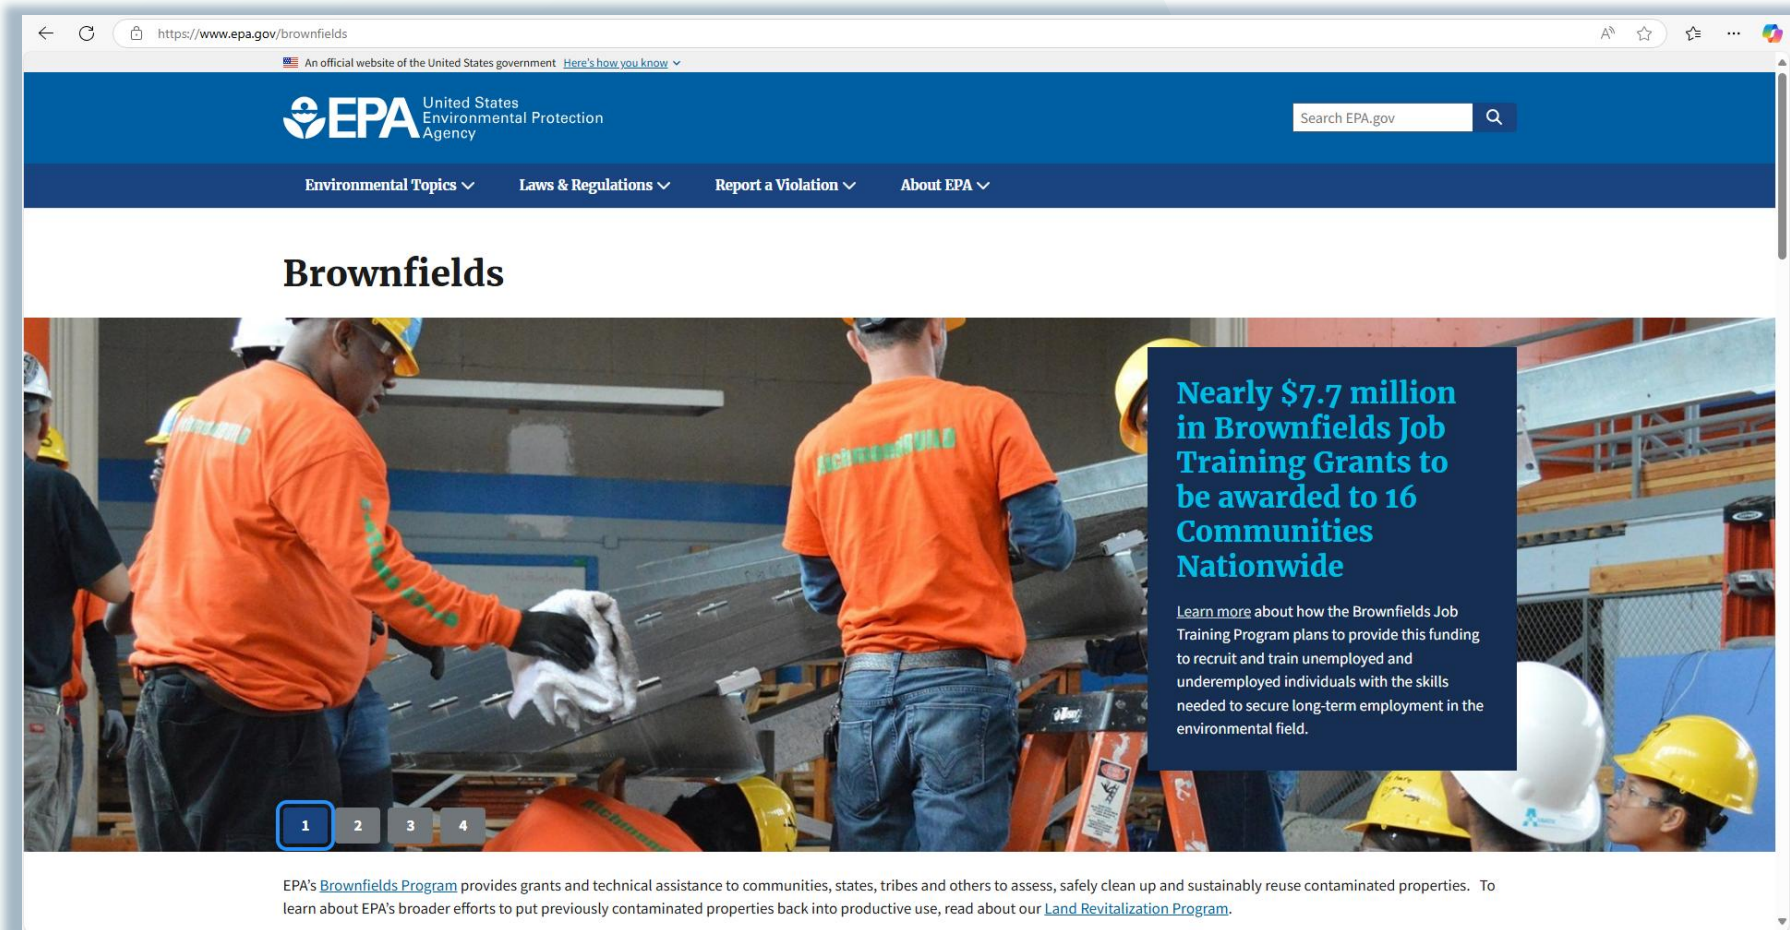 https://www.epa.gov/brownfields
An official website of the United States government Here's how you know
EPA
United States
Environmental Protection
Agency
Search EPA.gov
Environmental Topics
Laws & Regulations
Report a Violation
About EPA
Brownfields
Nearly $7.7 million
in Brownfields Job
Training Grants to
be awarded to 16
Communities
Nationwide
Learn more about how the Brownfields Job
Training Program plans to provide this funding
to recruit and train unemployed and
underemployed individuals with the skills
needed to secure long-term employment in the
environmental field.
RichmondBUILD
1 2 3 4
EPA's Brownfields Program provides grants and technical assistance to communities, states, tribes and others to assess, safely clean up and sustainably reuse contaminated properties. To
learn about EPA's broader efforts to put previously contaminated properties back into productive use, read about our Land Revitalization Program.